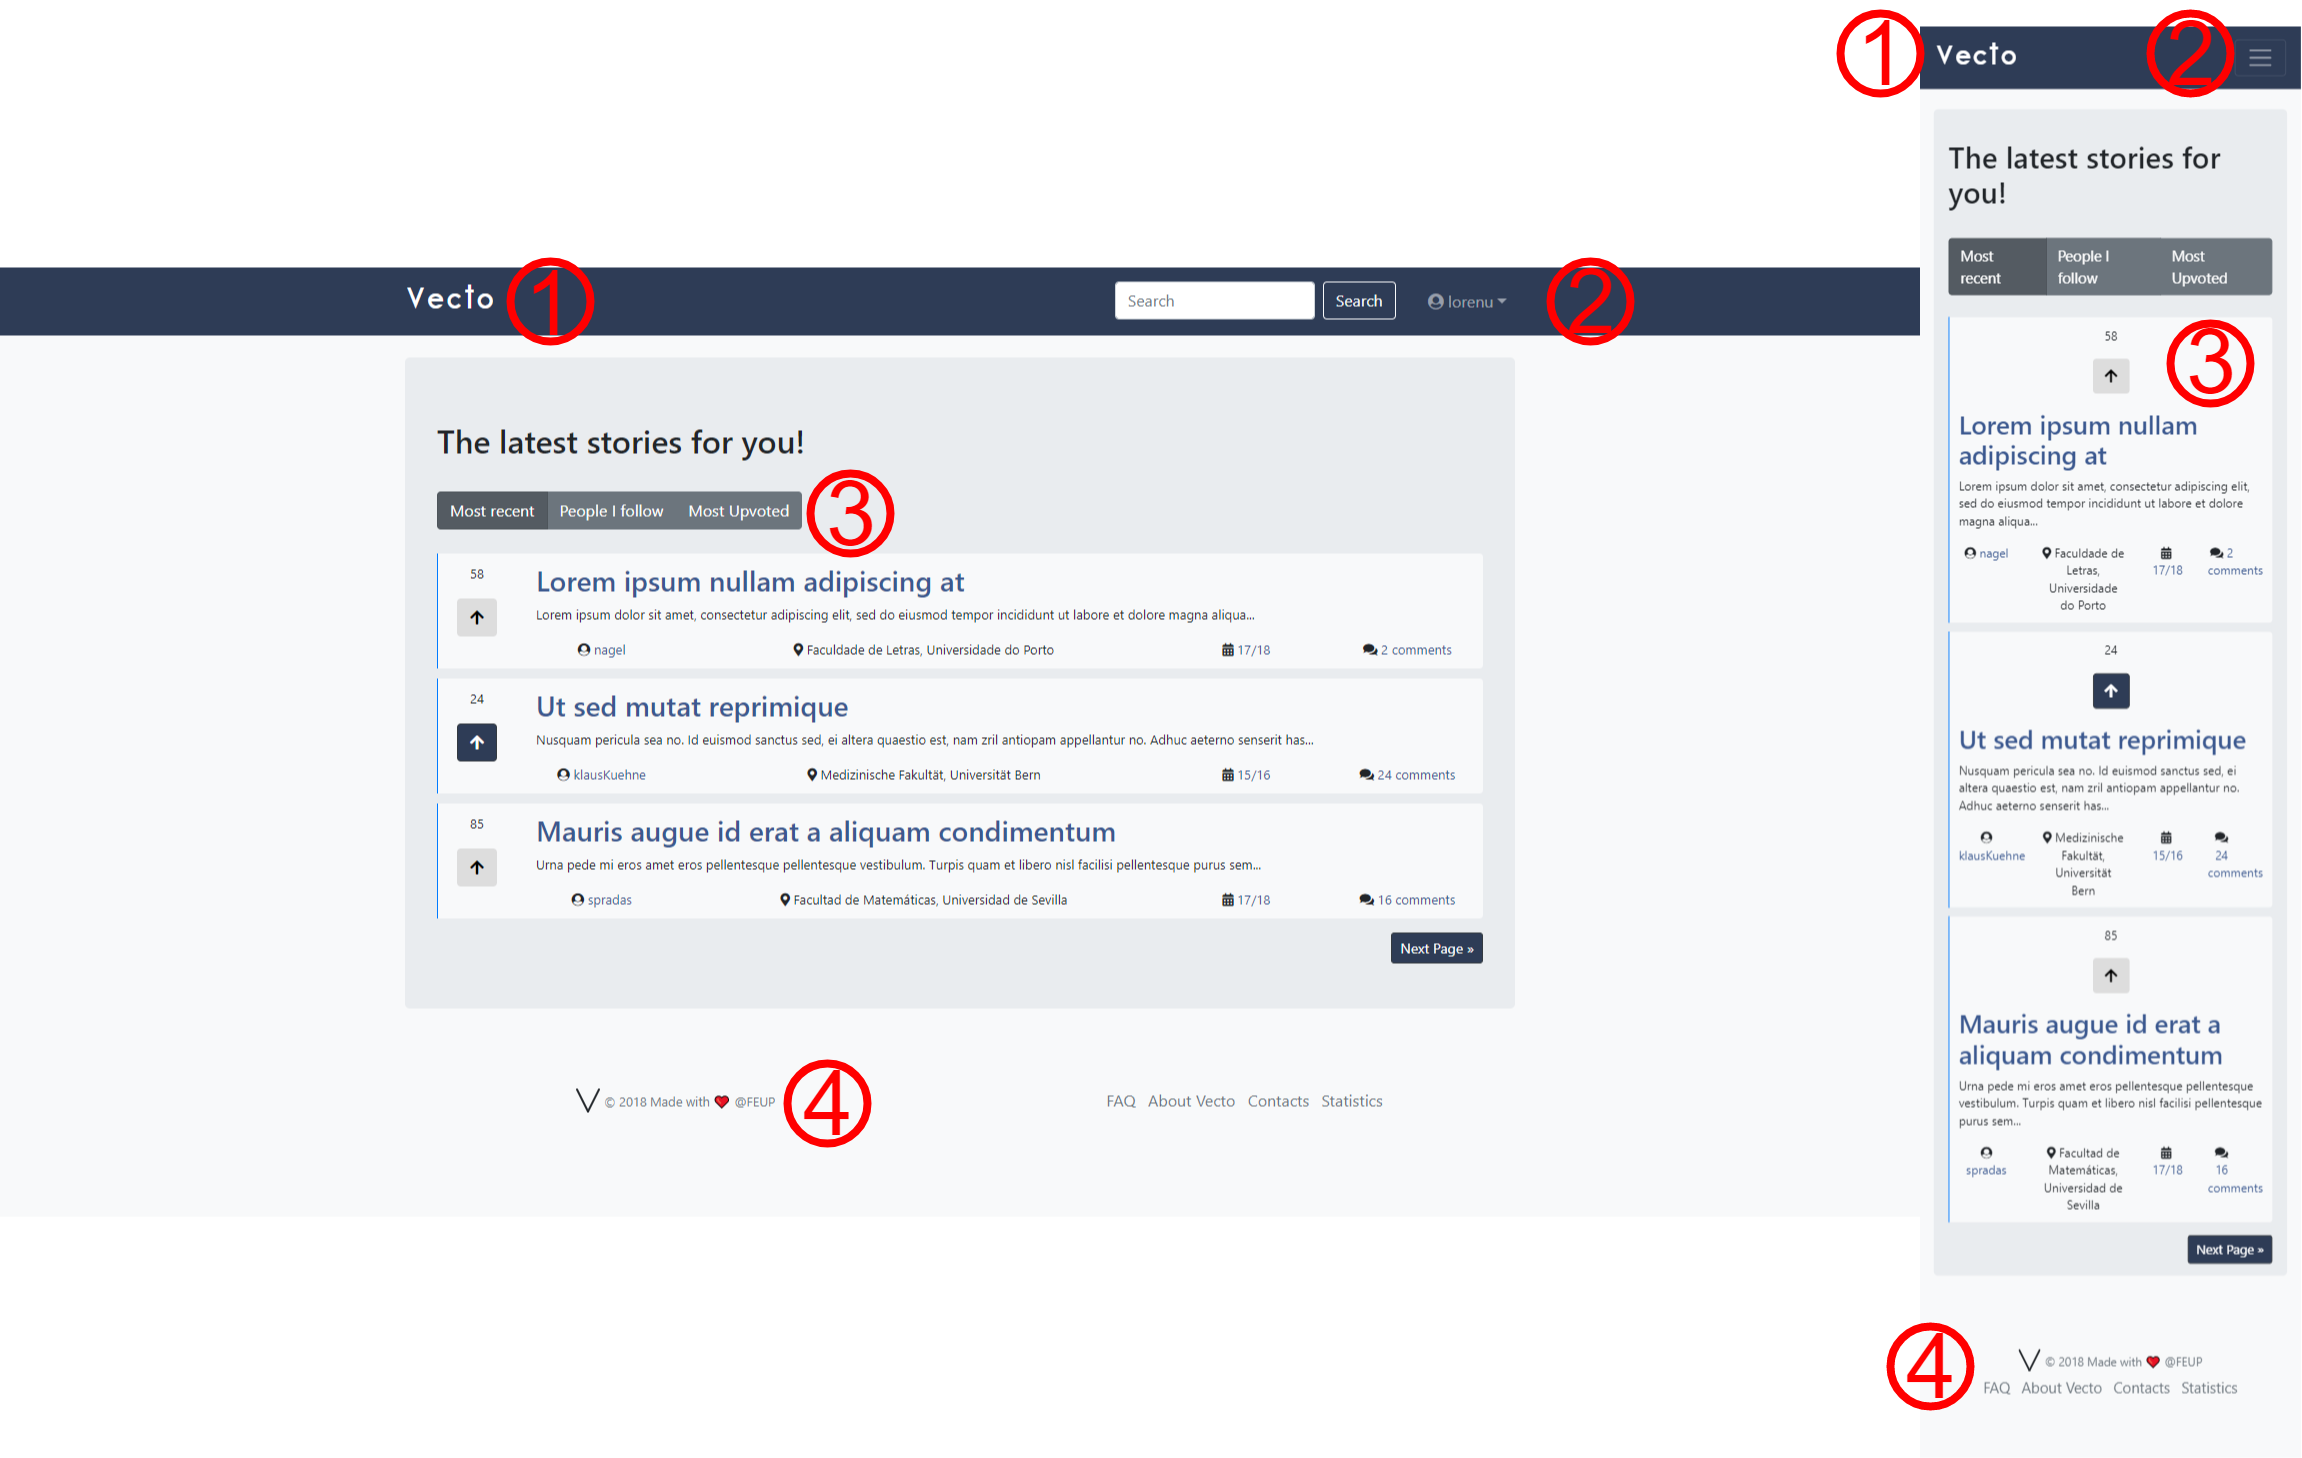 Vecto ①
Search Search lorenu ②
The latest stories for you!
Most recent People I follow Most Upvoted ③
58
Lorem ipsum nullam adipiscing at
Lorem ipsum dolor sit amet, consectetur adipiscing elit, sed do eiusmod tempor incididunt ut labore et dolore magna aliqua...
nagel Faculdade de Letras, Universidade do Porto 17/18 2 comments
24
Ut sed mutat reprimique
Nusquam pericula sea no. Id euismod sanctus sed, ei altera quaestio est, nam zril antiopam appellantur no. Adhuc aeterno senserit has...
klausKuehne Medizinische Fakultät, Universität Bern 15/16 24 comments
85
Mauris augue id erat a aliquam condimentum
Urna pede mi eros amet eros pellentesque pellentesque vestibulum. Turpis quam et libero nisl facilisi pellentesque purus sem...
spradas Facultad de Matemáticas, Universidad de Sevilla 17/18 16 comments
Next Page »
V © 2018 Made with ❤ @FEUP ④
FAQ About Vecto Contacts Statistics
① Vecto ②
The latest stories for
you!
Most People I Most
recent follow Upvoted
58
③
Lorem ipsum nullam
adipiscing at
Lorem ipsum dolor sit amet, consectetur adipiscing elit,
sed do eiusmod tempor incididunt ut labore et dolore
magna aliqua...
nagel Faculdade de 2
Letras, 17/18 comments
Universidade
do Porto
24
Ut sed mutat reprimique
Nusquam pericula sea no. Id euismod sanctus sed, ei
altera quaestio est, nam zril antiopam appellantur no.
Adhuc aeterno senserit has...
Medizinische
klausKuehne Fakultät, 15/16 24
Universität comments
Bern
85
Mauris augue id erat a
aliquam condimentum
Urna pede mi eros amet eros pellentesque pellentesque
vestibulum. Turpis quam et libero nisl facilisi pellentesque
purus sem...
Facultad de
spradas Matemáticas, 17/18 16
Universidad de comments
Sevilla
Next Page »
④ V © 2018 Made with ❤ @FEUP
FAQ About Vecto Contacts Statistics